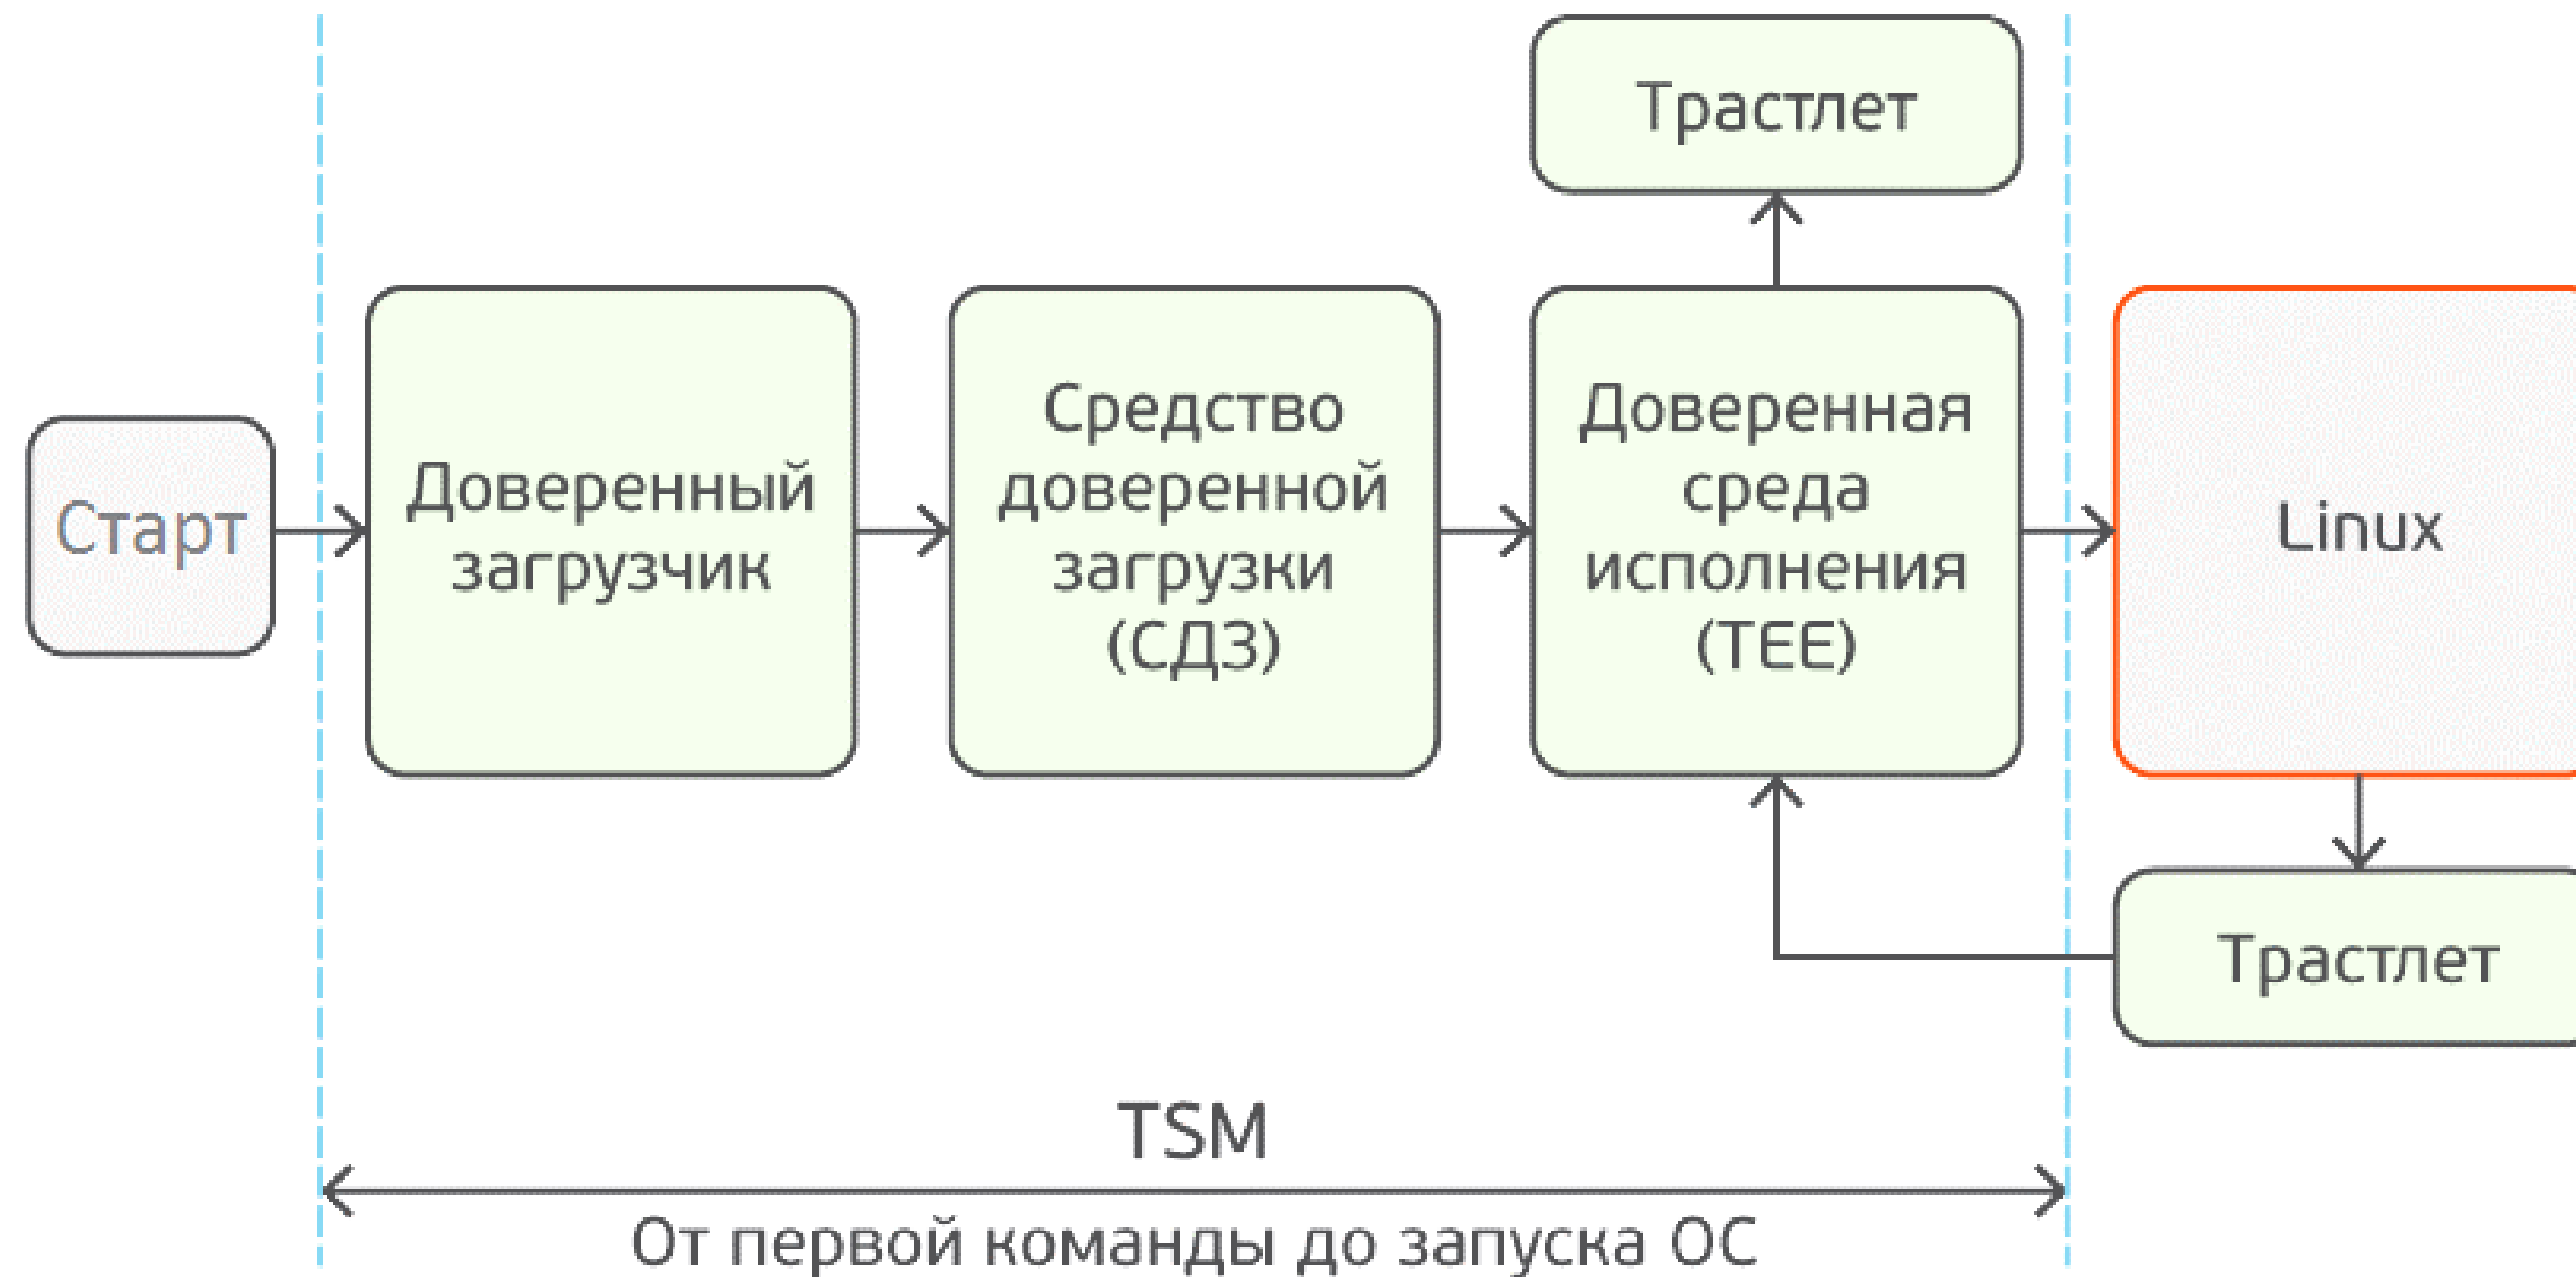 Трастлет
Старт
Доверенный
загрузчик
Средство
доверенной
загрузки
(СДЗ)
Доверенная
среда
исполнения
(TEE)
Linux
Трастлет
TSM
От первой команды до запуска ОС